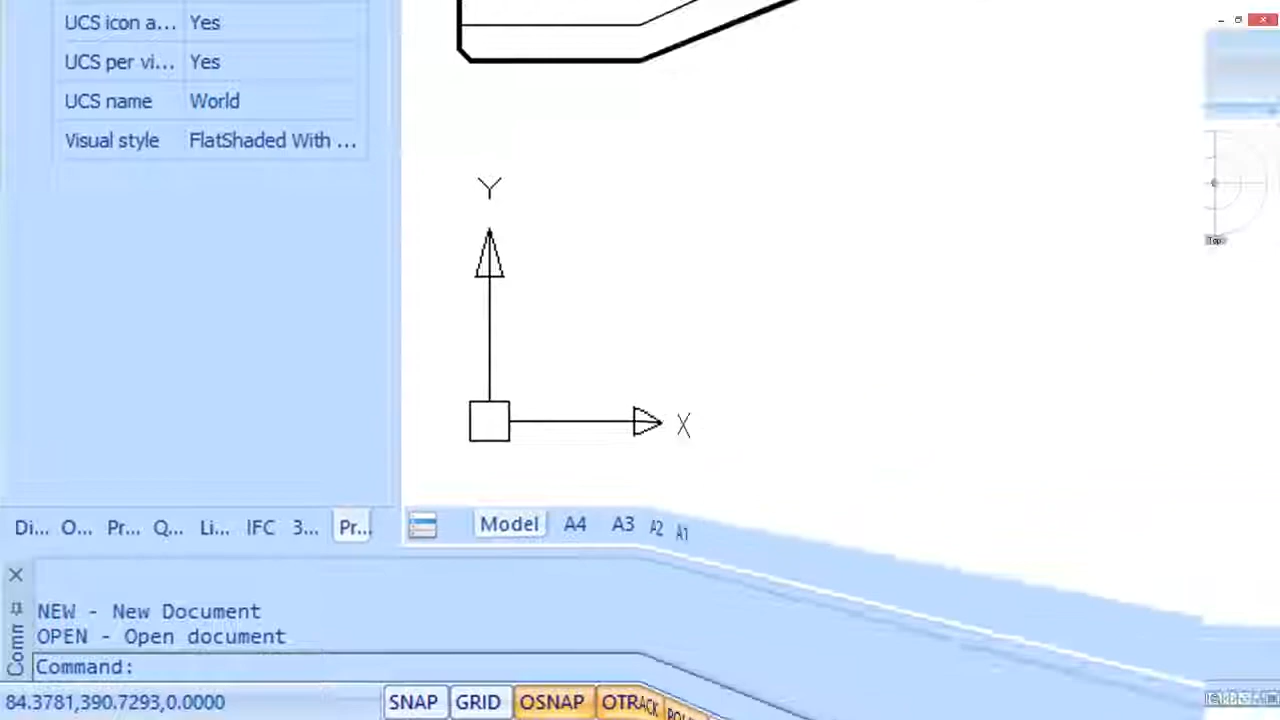 UCS icon a... Yes
UCS per vi... Yes
UCS name World
Visual style FlatShaded With ...
Y
X
Top
Di... O... Pr... Q... Li... IFC 3... Pr...
Model A4 A3 A2 A1
NEW - New Document
OPEN - Open document
Command:
84.3781,390.7293,0.0000 SNAP GRID OSNAP OTRACK